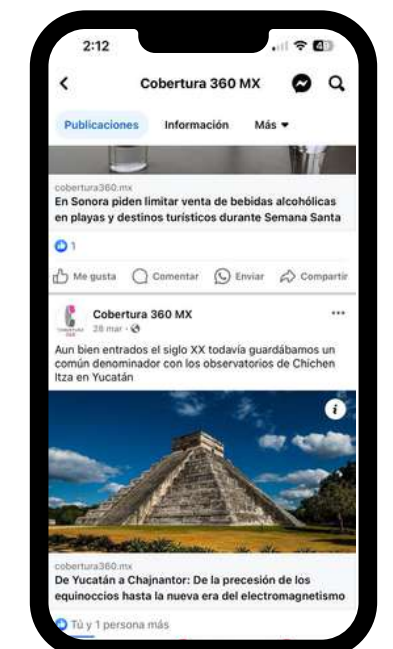 2:12
Cobertura 360 MX
Publicaciones Información Más
cobertura360.mx
En Sonora piden limitar venta de bebidas alcohólicas
en playas y destinos turísticos durante Semana Santa
1
Me gusta Comentar Enviar Compartir
Cobertura 360 MX
28 mar
Aun bien entrados el siglo XX todavía guardábamos un
común denominador con los observatorios de Chichen
Itza en Yucatán
i
cobertura360.mx
De Yucatán a Chajnantor: De la precesión de los
equinoccios hasta la nueva era del electromagnetismo
Tú y 1 persona más